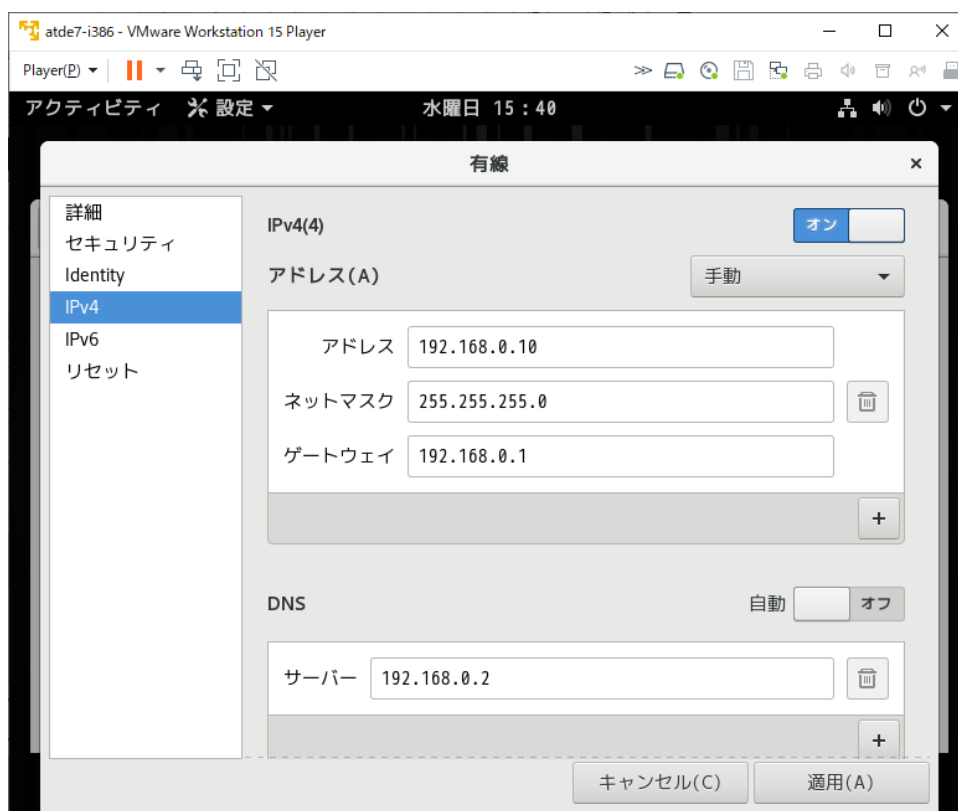 atde7-i386 - VMware Workstation 15 Player
Player(P)
アクティビティ 設定 水曜日 15：40
有線
詳細
セキュリティ
Identity
IPv4
IPv6
リセット
IPv4(4) オン
アドレス(A) 手動
アドレス 192.168.0.10
ネットマスク 255.255.255.0
ゲートウェイ 192.168.0.1
+
DNS 自動 オフ
サーバー 192.168.0.2
+
キャンセル(C) 適用(A)